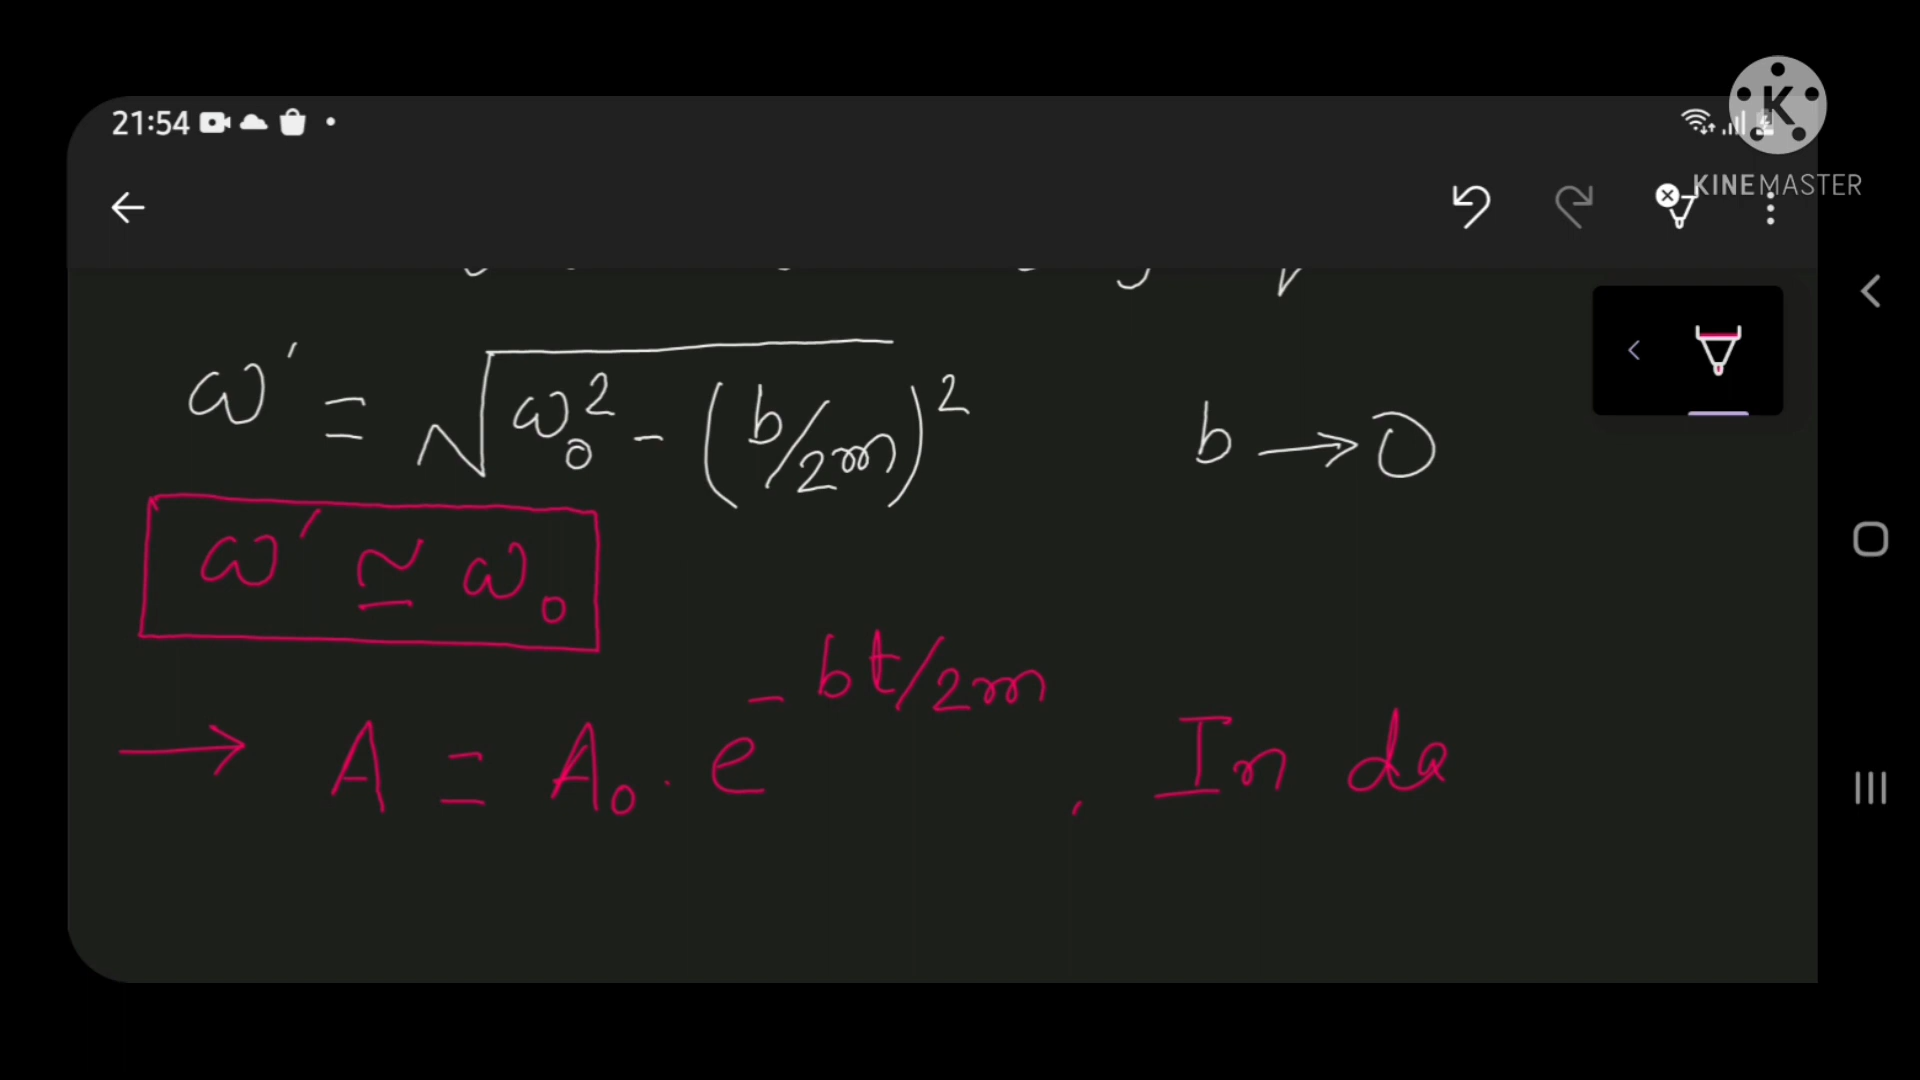 21:54
KINEMASTER
ω' = √ω₀² - (b/2m)² b → 0
ω' ≃ ω₀
→ A = A₀ . e^-bt/2m , In da